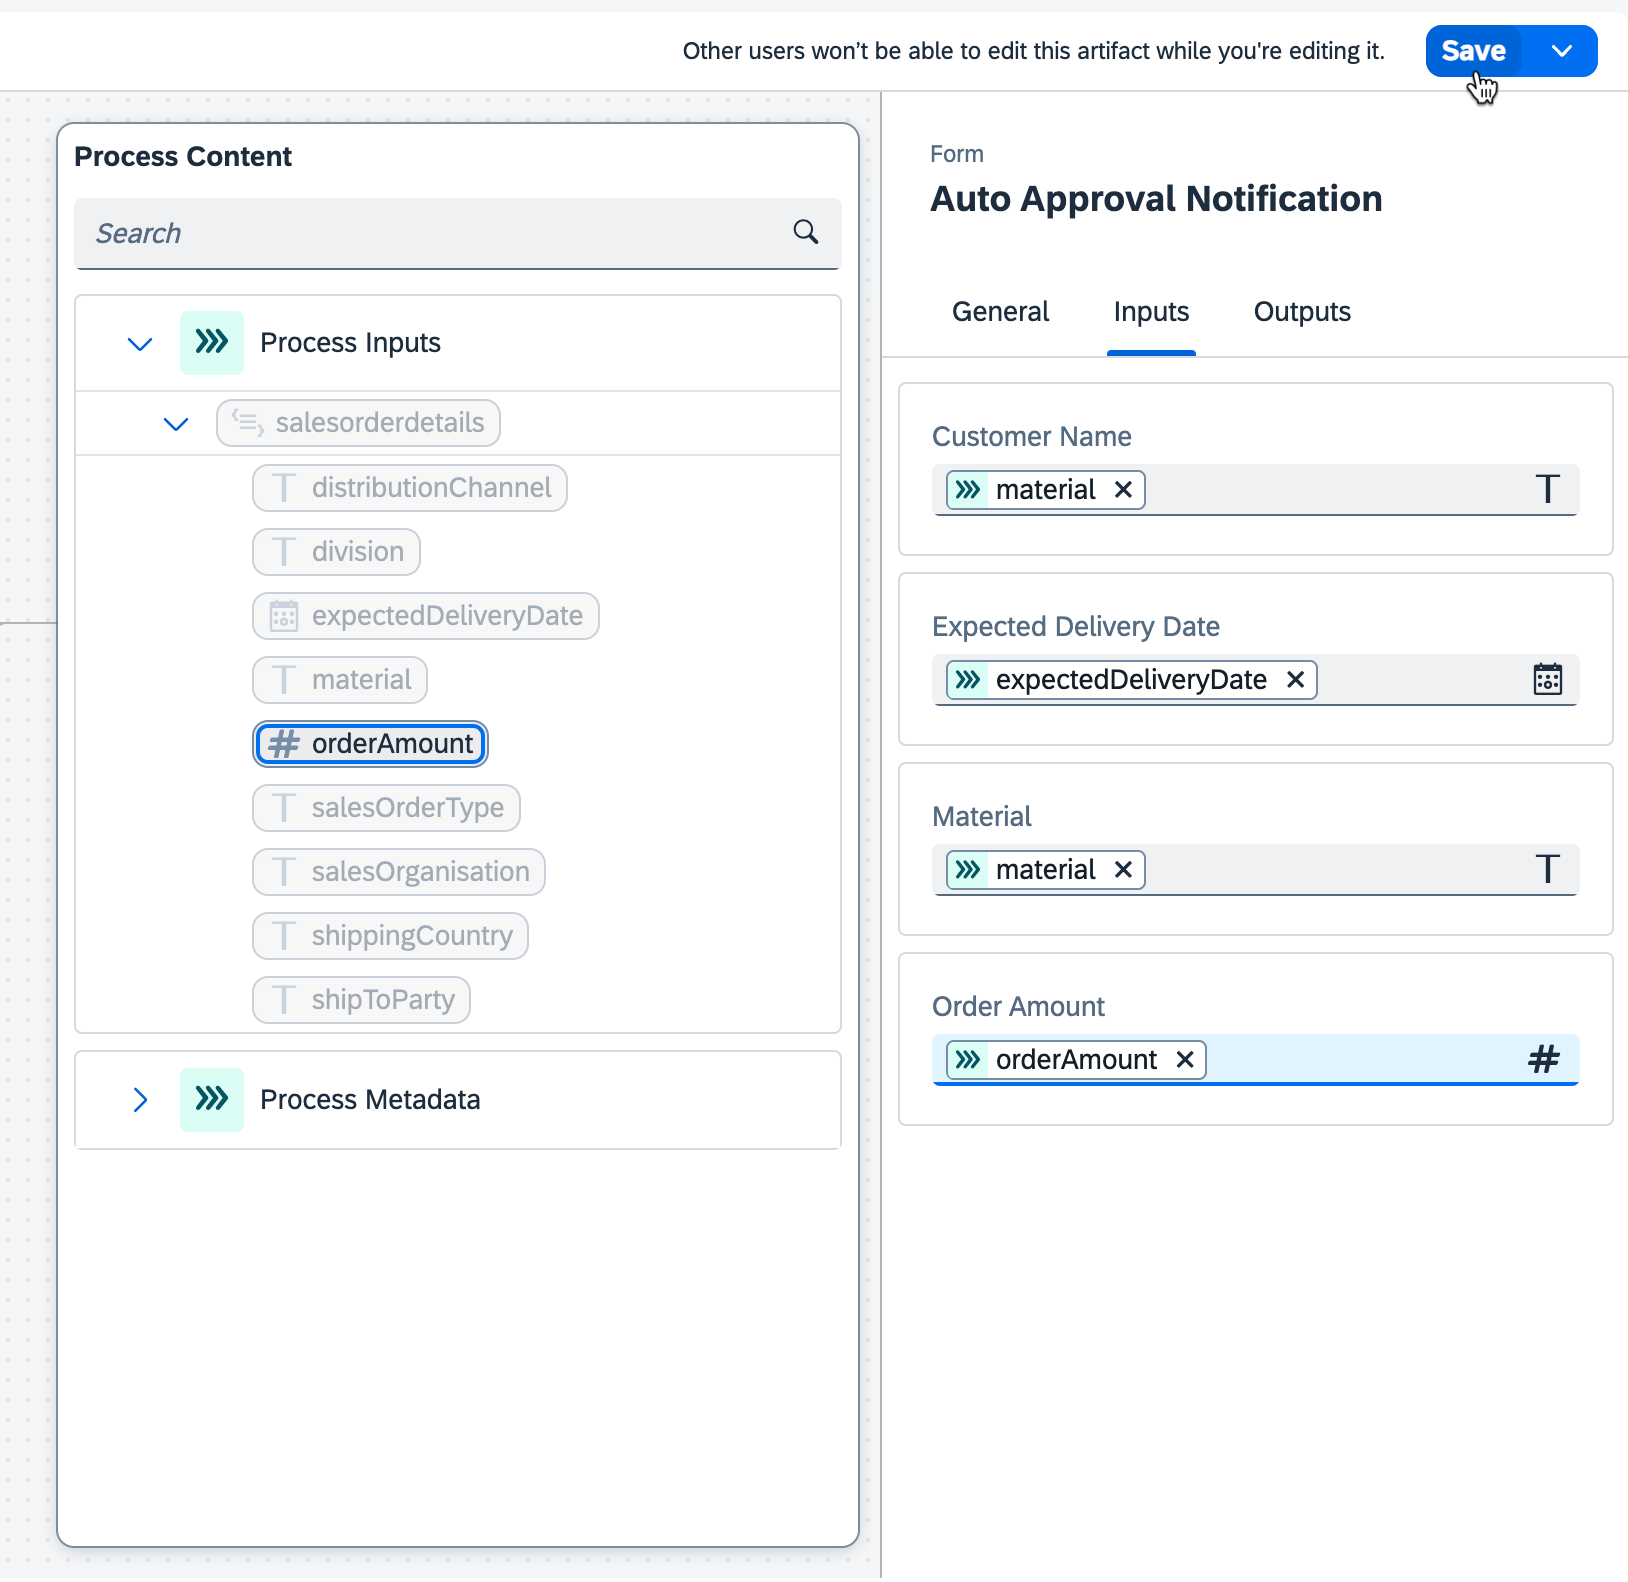 Other users won’t be able to edit this artifact while you're editing it.
Save
Process Content
Search
Process Inputs
salesorderdetails
distributionChannel
division
expectedDeliveryDate
material
orderAmount
salesOrderType
salesOrganisation
shippingCountry
shipToParty
Process Metadata
Form
Auto Approval Notification
General Inputs Outputs
Customer Name
material
Expected Delivery Date
expectedDeliveryDate
Material
material
Order Amount
orderAmount